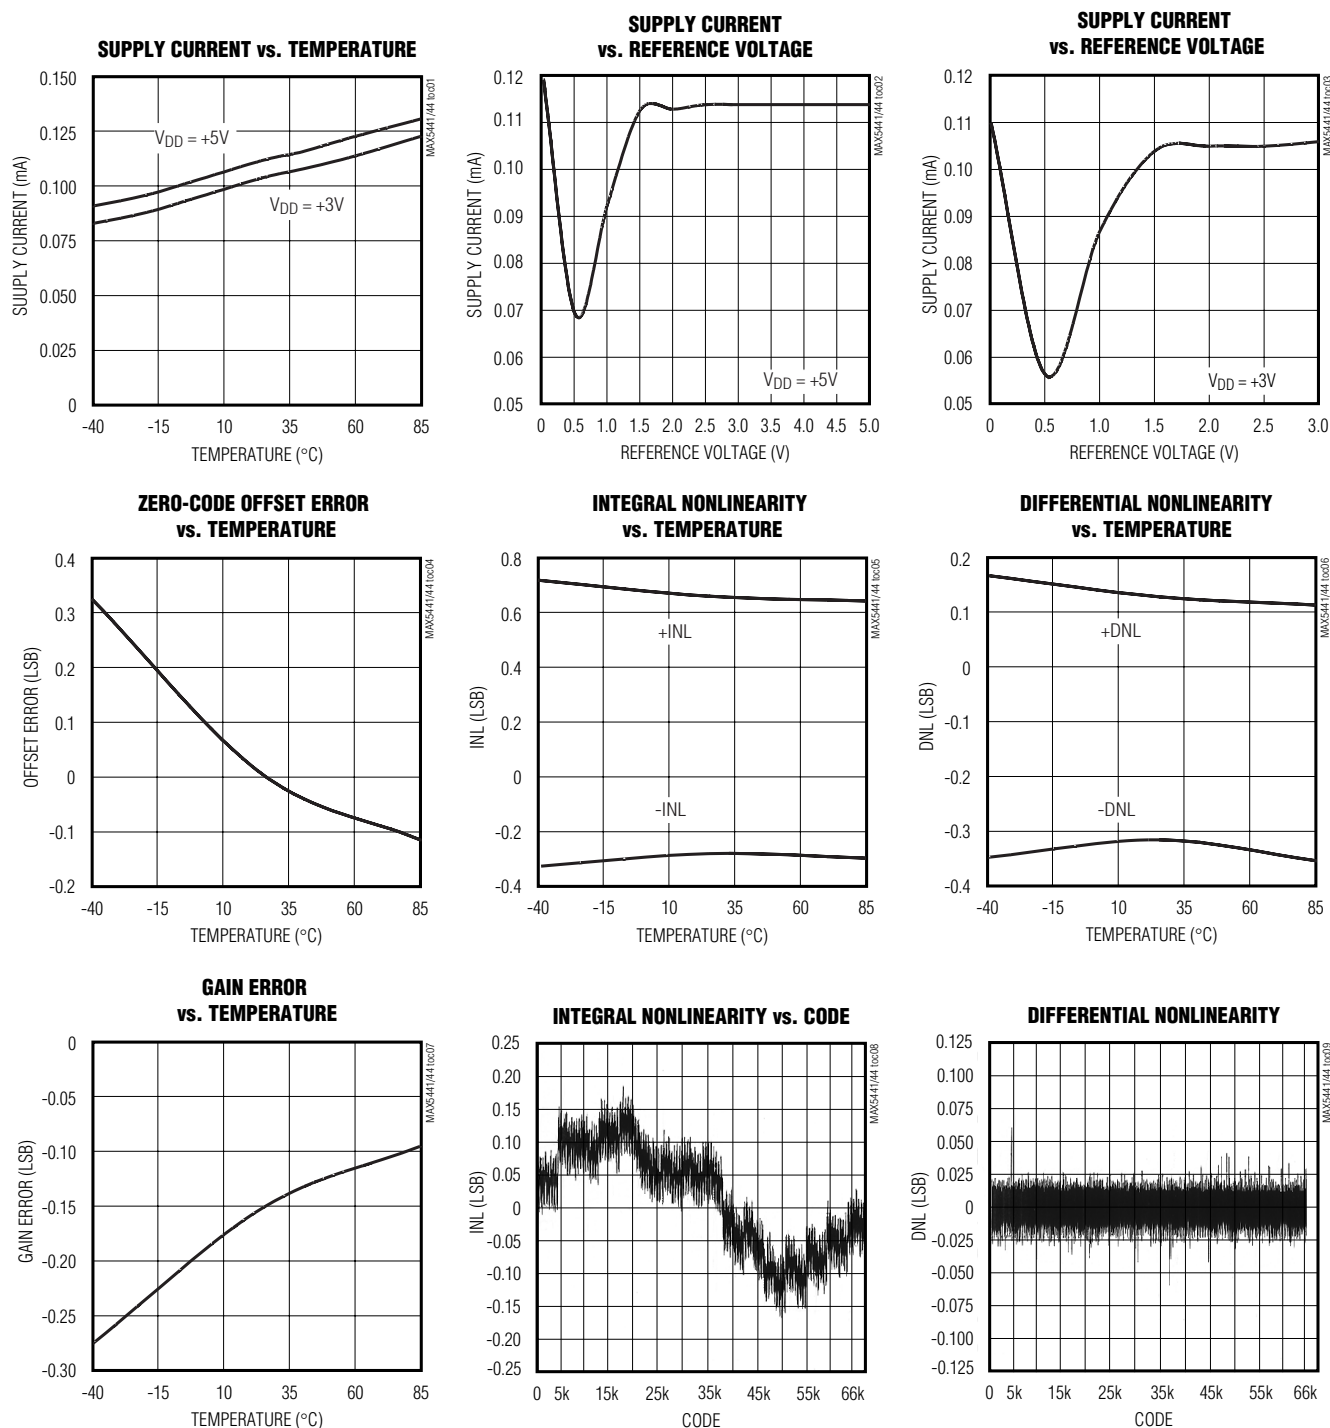 SUPPLY CURRENT vs. TEMPERATURE
0.150
0.125
0.100
0.075
0.050
0.025
0
SUUPLY CURRENT (mA)
VDD = +5V
VDD = +3V
-40 -15 10 35 60 85
TEMPERATURE (°C)
MAX5441/44 toc01
SUPPLY CURRENT
vs. REFERENCE VOLTAGE
0.12
0.11
0.10
0.09
0.08
0.07
0.06
0.05
SUPPLY CURRENT (mA)
VDD = +5V
0 0.5 1.0 1.5 2.0 2.5 3.0 3.5 4.0 4.5 5.0
REFERENCE VOLTAGE (V)
MAX5441/44 toc02
SUPPLY CURRENT
vs. REFERENCE VOLTAGE
0.12
0.11
0.10
0.09
0.08
0.07
0.06
0.05
SUPPLY CURRENT (mA)
VDD = +3V
0 0.5 1.0 1.5 2.0 2.5 3.0
REFERENCE VOLTAGE (V)
MAX5441/44 toc03
ZERO-CODE OFFSET ERROR
vs. TEMPERATURE
0.4
0.3
0.2
0.1
0
-0.1
-0.2
OFFSET ERROR (LSB)
-40 -15 10 35 60 85
TEMPERATURE (°C)
MAX5441/44 toc04
INTEGRAL NONLINEARITY
vs. TEMPERATURE
0.8
0.6
0.4
0.2
0
-0.2
-0.4
INL (LSB)
+INL
-INL
-40 -15 10 35 60 85
TEMPERATURE (°C)
MAX5441/44 toc05
DIFFERENTIAL NONLINEARITY
vs. TEMPERATURE
0.2
0.1
0
-0.1
-0.2
-0.3
-0.4
DNL (LSB)
+DNL
-DNL
-40 -15 10 35 60 85
TEMPERATURE (°C)
MAX5441/44 toc06
GAIN ERROR
vs. TEMPERATURE
0
-0.05
-0.10
-0.15
-0.20
-0.25
-0.30
GAIN ERROR (LSB)
-40 -15 10 35 60 85
TEMPERATURE (°C)
MAX5441/44 toc07
INTEGRAL NONLINEARITY vs. CODE
0.25
0.20
0.15
0.10
0.05
0
-0.05
-0.10
-0.15
-0.20
-0.25
INL (LSB)
0 5k 15k 25k 35k 45k 55k 66k
CODE
MAX5441/44 toc08
DIFFERENTIAL NONLINEARITY
0.125
0.100
0.075
0.050
0.025
0
-0.025
-0.050
-0.075
-0.100
-0.125
DNL (LSB)
0 5k 15k 25k 35k 45k 55k 66k
CODE
MAX5441/44 toc09